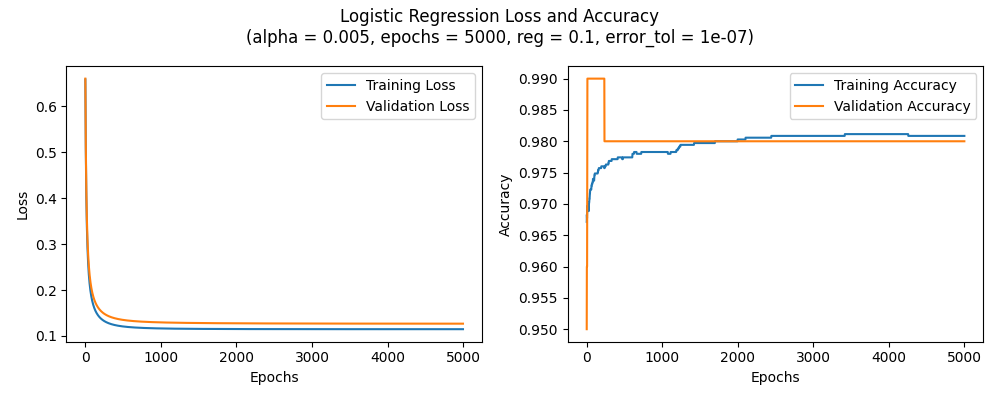 Logistic Regression Loss and Accuracy
(alpha = 0.005, epochs = 5000, reg = 0.1, error_tol = 1e-07)
Training Loss
Validation Loss
0.6
0.5
0.4
0.3
0.2
0.1
Loss
0 1000 2000 3000 4000 5000
Epochs
Training Accuracy
Validation Accuracy
0.990
0.985
0.980
0.975
0.970
0.965
0.960
0.955
0.950
Accuracy
0 1000 2000 3000 4000 5000
Epochs